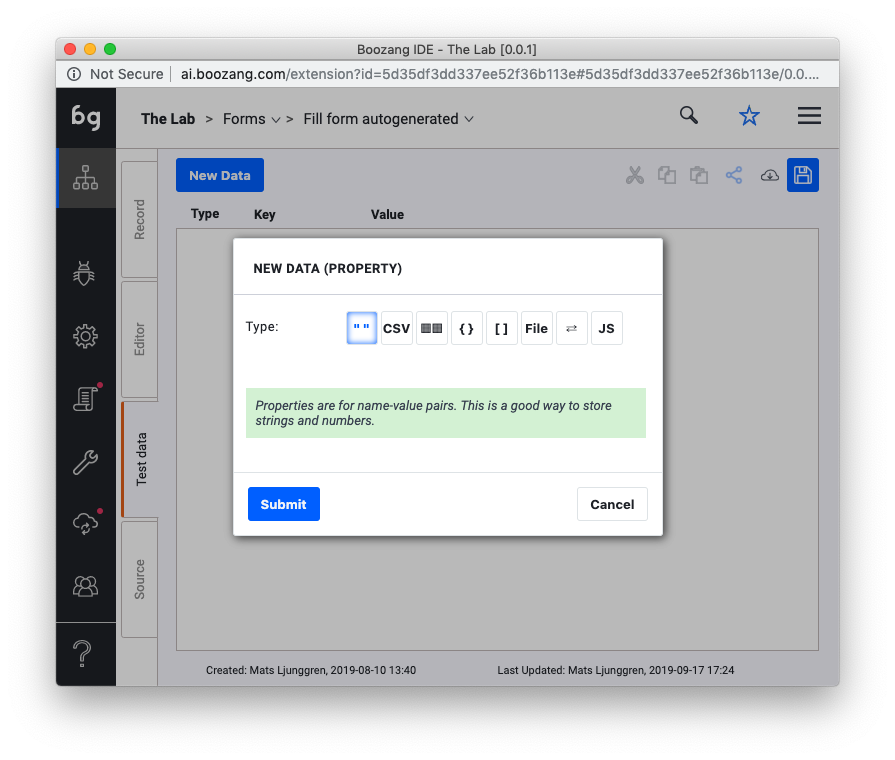 Boozang IDE - The Lab [0.0.1]
Not Secure | ai.boozang.com/extension?id=5d35df3dd337ee52f36b113e#5d35df3dd337ee52f36b113e/0.0....
bg
The Lab > Forms > Fill form autogenerated
New Data
Type Key Value
Record
Editor
Test data
Source
NEW DATA (PROPERTY)
Type: " " CSV { } [ ] File ⇄ JS
Properties are for name-value pairs. This is a good way to store
strings and numbers.
Submit Cancel
Created: Mats Ljunggren, 2019-08-10 13:40 Last Updated: Mats Ljunggren, 2019-09-17 17:24